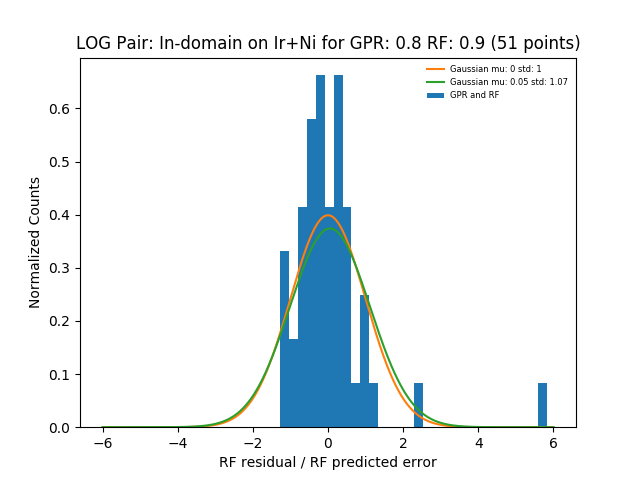 LOG Pair: In-domain on Ir+Ni for GPR: 0.8 RF: 0.9 (51 points)
Gaussian mu: 0 std: 1
Gaussian mu: 0.05 std: 1.07
GPR and RF
Normalized Counts
0.6
0.5
0.4
0.3
0.2
0.1
0.0
−6 −4 −2 0 2 4 6
RF residual / RF predicted error